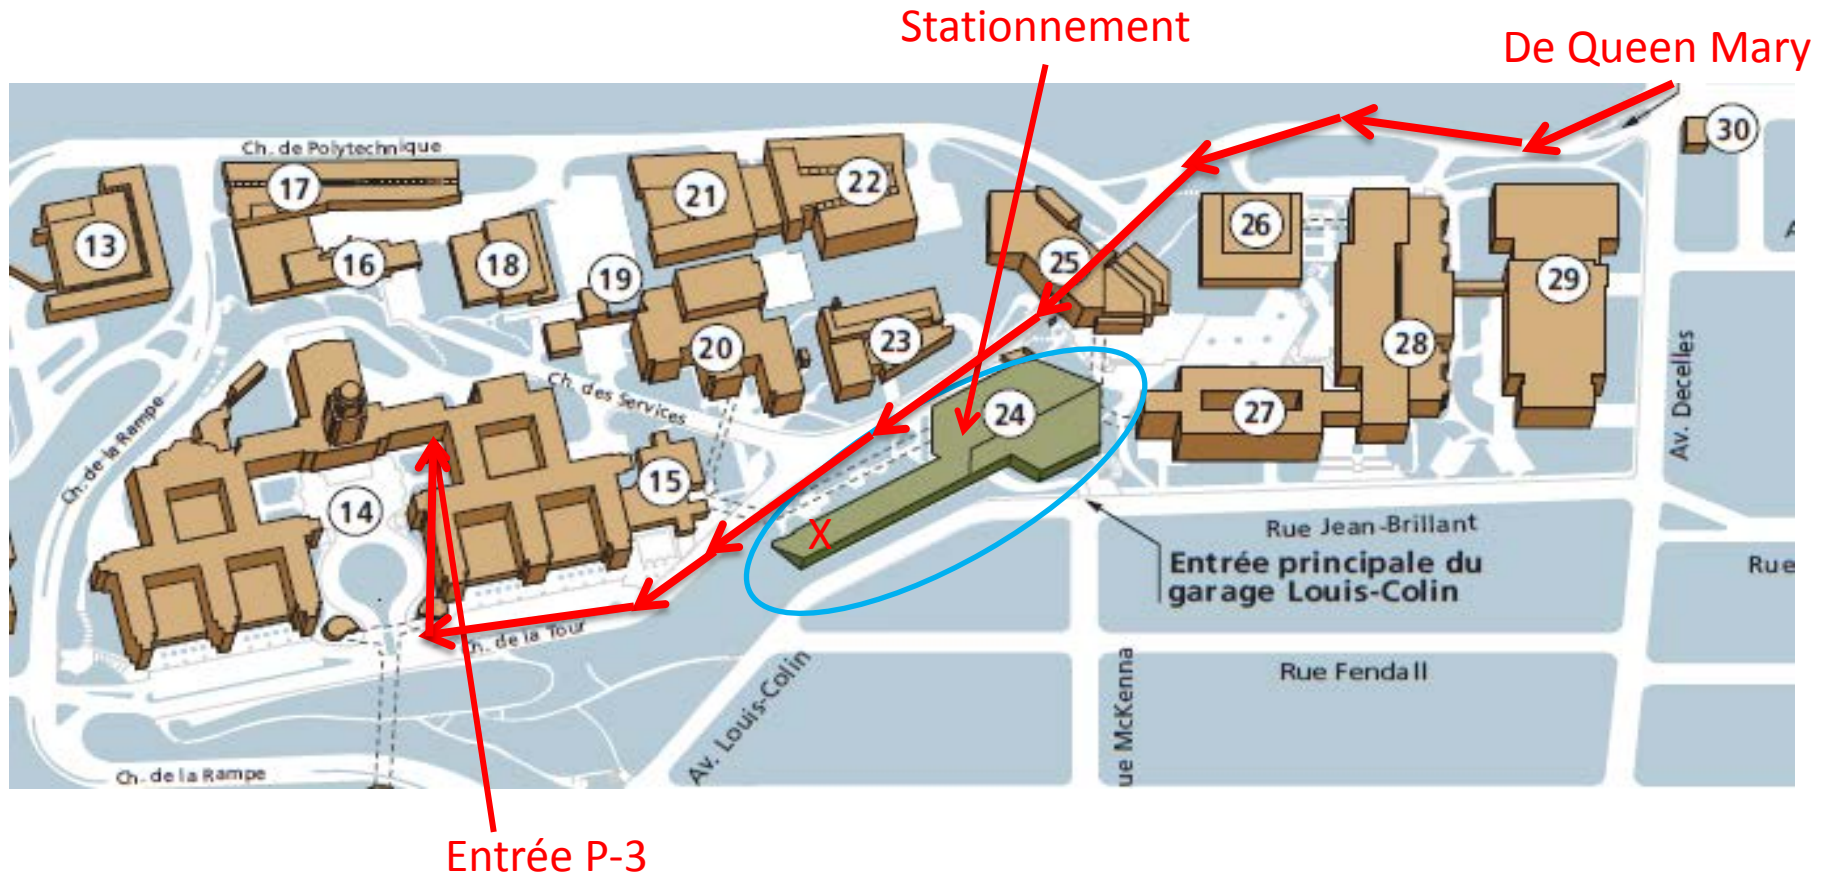 Stationnement
De Queen Mary
30
Ch. de Polytechnique
17
21
22
13
16
18
19
25
26
29
20
23
28
Ch. des Services
24
27
Av. Decelles
Ch. de la Rampe
15
14
X
Rue Jean-Brillant
Entrée principale du
garage Louis-Colin
Rue
Ch. de la Tour
Rue Fendall
Av. Louis-Colin
ue McKenna
Ch. de la Rampe
Entrée P-3